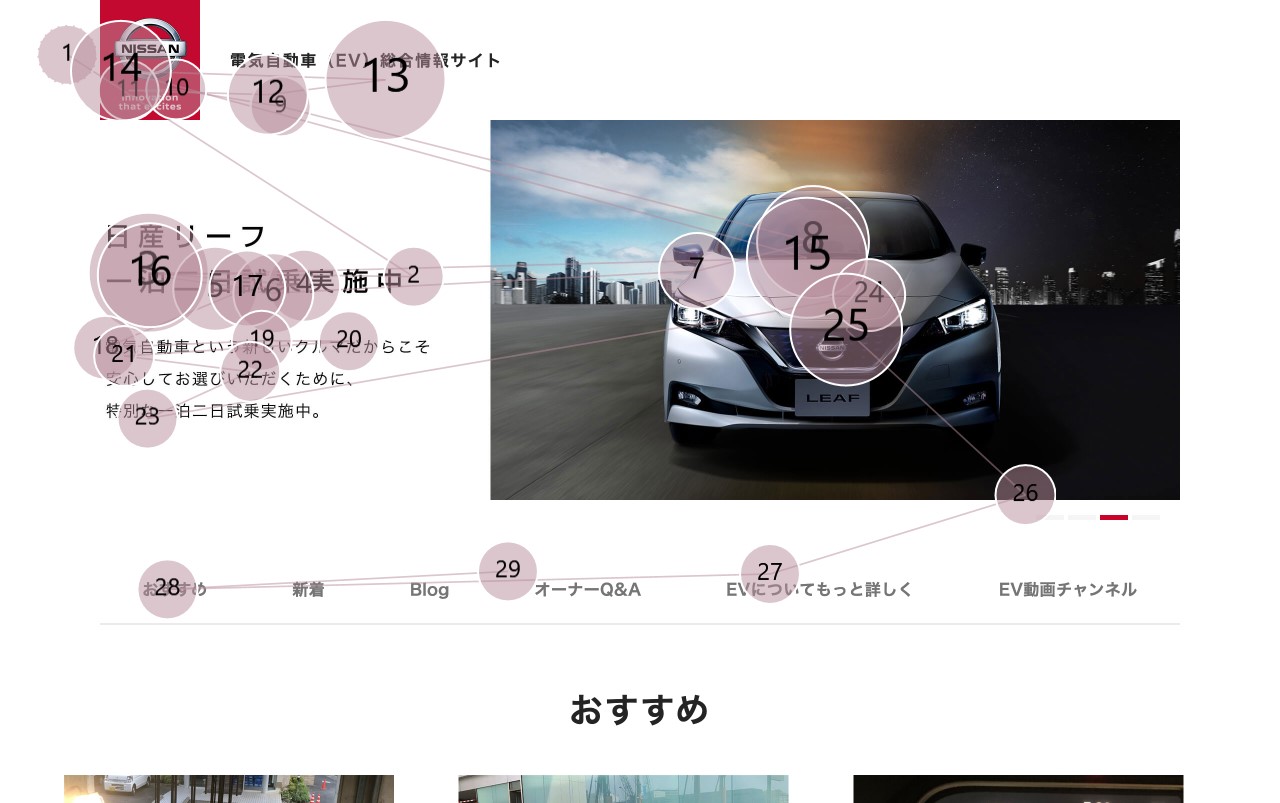 NISSAN
Innovation
that excites
電気自動車（EV）総合情報サイト
日産リーフ
一泊二日試乗実施中
電気自動車という新しいクルマだからこそ
安心してお選びいただくために、
特別な一泊二日試乗実施中。
LEAF
おすすめ
新着
Blog
オーナーQ&A
EVについてもっと詳しく
EV動画チャンネル
おすすめ
1
2
4
5
6
7
8
9
10
11
12
13
14
15
16
17
18
19
20
21
22
23
24
25
26
27
28
29